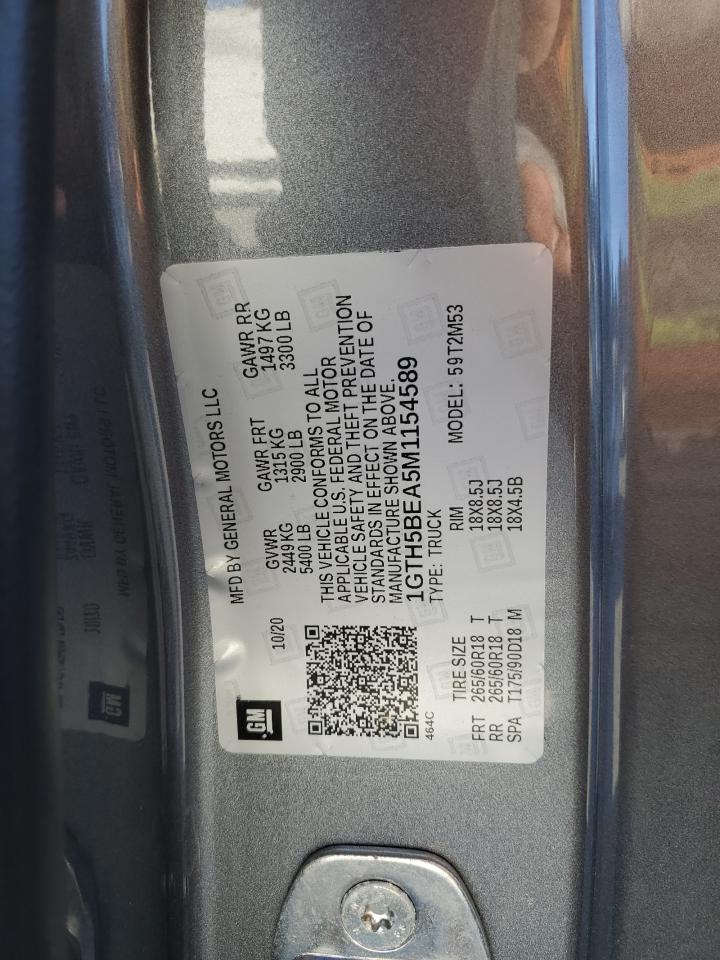 GM
10/20
MFD BY GENERAL MOTORS LLC
GVWR GAWR FRT GAWR RR
2449 KG 1315 KG 1497 KG
5400 LB 2900 LB 3300 LB
THIS VEHICLE CONFORMS TO ALL
APPLICABLE U.S. FEDERAL MOTOR
VEHICLE SAFETY AND THEFT PREVENTION
STANDARDS IN EFFECT ON THE DATE OF
MANUFACTURE SHOWN ABOVE.
1GTH5BEA5M1154589
464C
TYPE: TRUCK MODEL: 59T2M53
TIRE SIZE RIM
FRT 265/60R18 T 18X8.5J
RR 265/60R18 T 18X8.5J
SPA T175/90D18 M 18X4.5B